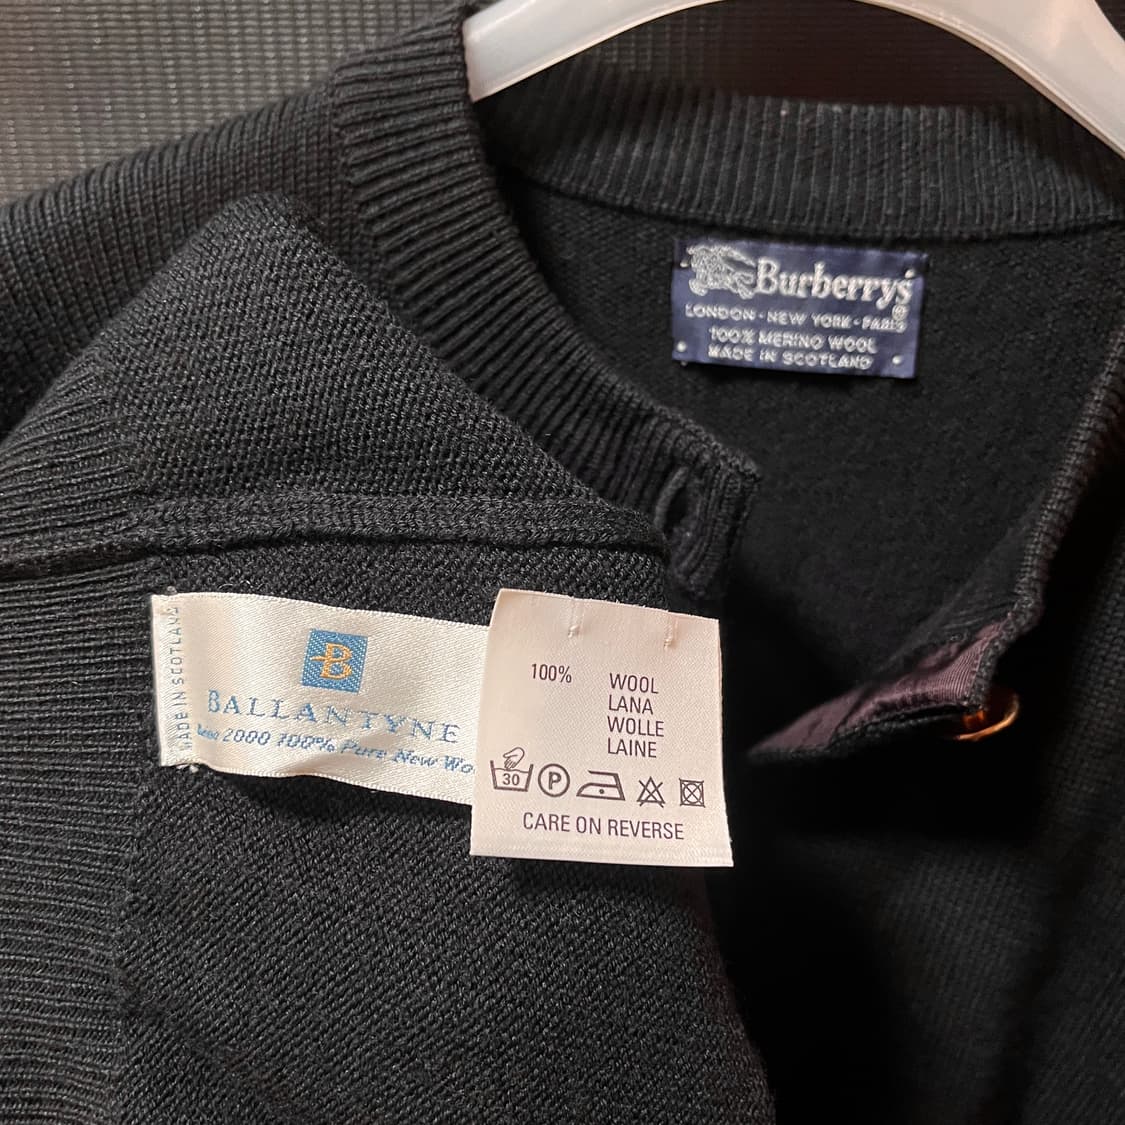 Burberrys
®
LONDON · NEW YORK · PARIS
100% MERINO WOOL
MADE IN SCOTLAND
MADE IN SCOTLAND
B
BALLANTYNE
2000 100% Pure New Wo
100%
WOOL
LANA
WOLLE
LAINE
30
P
CARE ON REVERSE